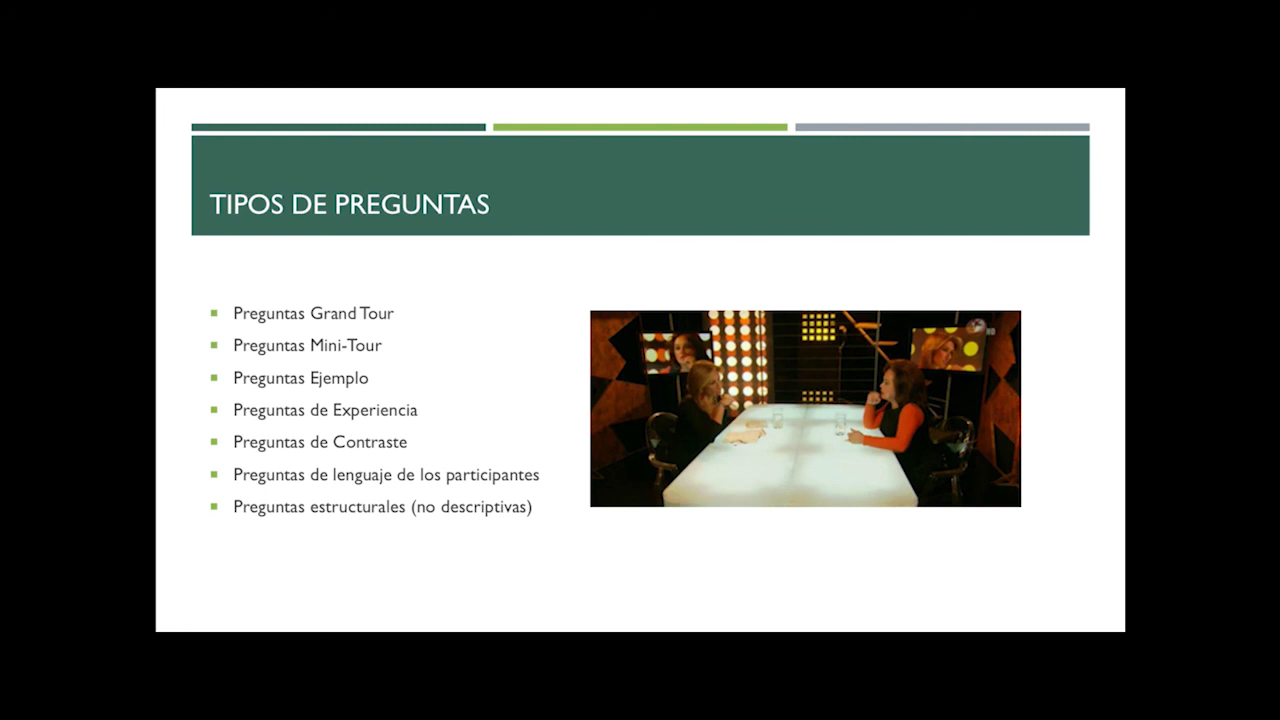 TIPOS DE PREGUNTAS
Preguntas Grand Tour
Preguntas Mini-Tour
Preguntas Ejemplo
Preguntas de Experiencia
Preguntas de Contraste
Preguntas de lenguaje de los participantes
Preguntas estructurales (no descriptivas)